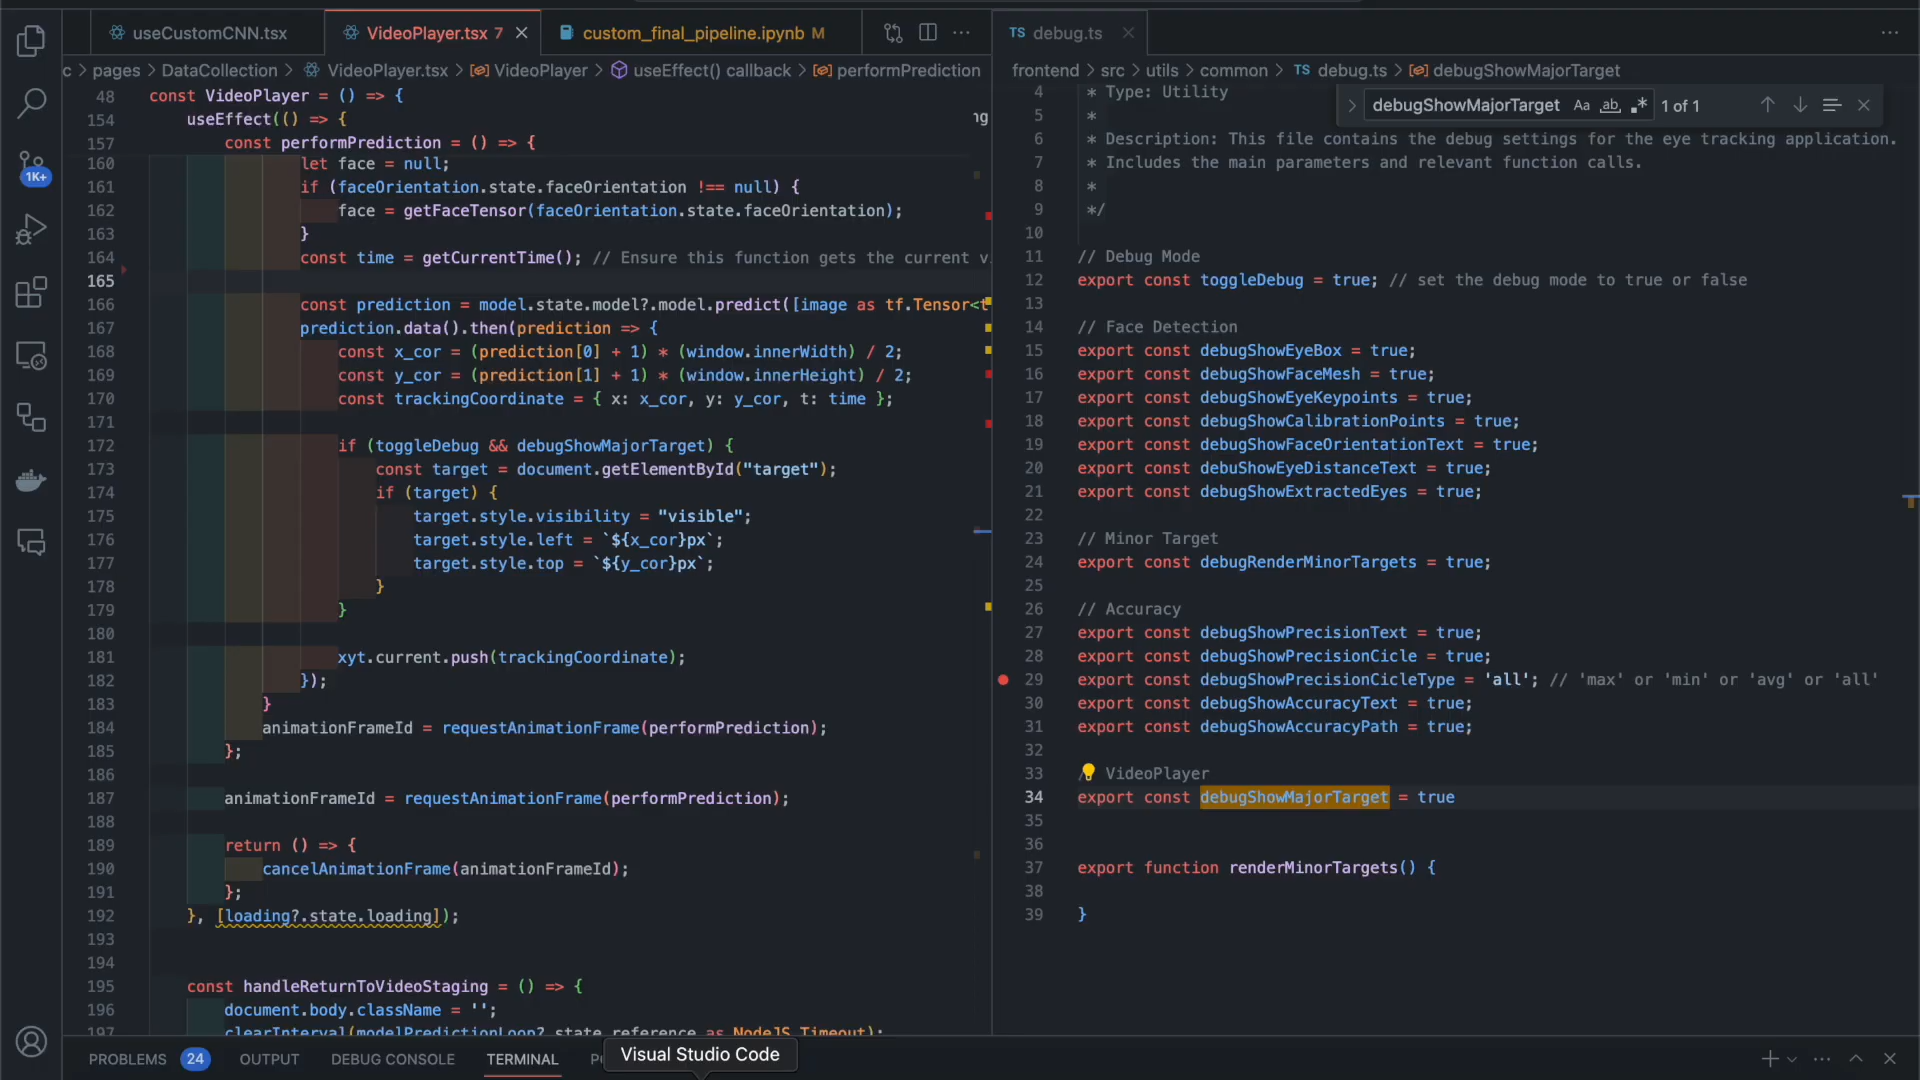 useCustomCNN.tsx
VideoPlayer.tsx 7
custom_final_pipeline.ipynb M
TS debug.ts
c > pages > DataCollection > VideoPlayer.tsx > VideoPlayer > useEffect() callback > performPrediction
48 const VideoPlayer = () => {
154 useEffect(() => {
ng
157 const performPrediction = () => {
160 let face = null;
161 if (faceOrientation.state.faceOrientation !== null) {
162 face = getFaceTensor(faceOrientation.state.faceOrientation);
163 }
164 const time = getCurrentTime(); // Ensure this function gets the current v
165
166 const prediction = model.state.model?.model.predict([image as tf.Tensor<t
167 prediction.data().then(prediction => {
168 const x_cor = (prediction[0] + 1) * (window.innerWidth) / 2;
169 const y_cor = (prediction[1] + 1) * (window.innerHeight) / 2;
170 const trackingCoordinate = { x: x_cor, y: y_cor, t: time };
171
172 if (toggleDebug && debugShowMajorTarget) {
173 const target = document.getElementById("target");
174 if (target) {
175 target.style.visibility = "visible";
176 target.style.left = `${x_cor}px`;
177 target.style.top = `${y_cor}px`;
178 }
179 }
180
181 xyt.current.push(trackingCoordinate);
182 });
183 }
184 animationFrameId = requestAnimationFrame(performPrediction);
185 };
186
187 animationFrameId = requestAnimationFrame(performPrediction);
188
189 return () => {
190 cancelAnimationFrame(animationFrameId);
191 };
192 }, [loading?.state.loading]);
193
194
195 const handleReturnToVideoStaging = () => {
196 document.body.className = '';
197 clearInterval(modelPredictionLoop?.state.reference as NodeJS.Timeout);
frontend > src > utils > common > TS debug.ts > debugShowMajorTarget
debugShowMajorTarget Aa ab 1 of 1
4 * Type: Utility
5 *
6 * Description: This file contains the debug settings for the eye tracking application.
7 * Includes the main parameters and relevant function calls.
8 *
9 */
10
11 // Debug Mode
12 export const toggleDebug = true; // set the debug mode to true or false
13
14 // Face Detection
15 export const debugShowEyeBox = true;
16 export const debugShowFaceMesh = true;
17 export const debugShowEyeKeypoints = true;
18 export const debugShowCalibrationPoints = true;
19 export const debugShowFaceOrientationText = true;
20 export const debuShowEyeDistanceText = true;
21 export const debugShowExtractedEyes = true;
22
23 // Minor Target
24 export const debugRenderMinorTargets = true;
25
26 // Accuracy
27 export const debugShowPrecisionText = true;
28 export const debugShowPrecisionCicle = true;
29 export const debugShowPrecisionCicleType = 'all'; // 'max' or 'min' or 'avg' or 'all'
30 export const debugShowAccuracyText = true;
31 export const debugShowAccuracyPath = true;
32
33 / VideoPlayer
34 export const debugShowMajorTarget = true
35
36
37 export function renderMinorTargets() {
38
39 }
1K+
PROBLEMS 24 OUTPUT DEBUG CONSOLE TERMINAL
Visual Studio Code